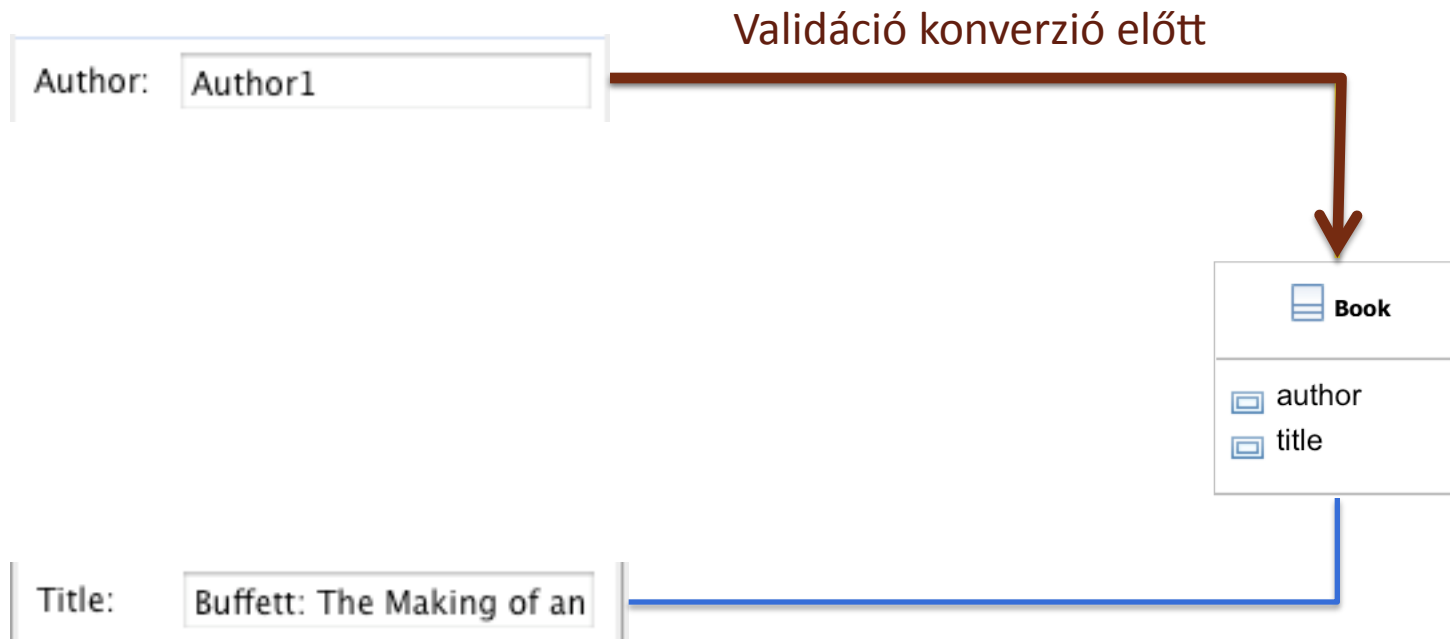 Validáció konverzió előtt
Author: Author1
Book
author
title
Title: Buffett: The Making of an